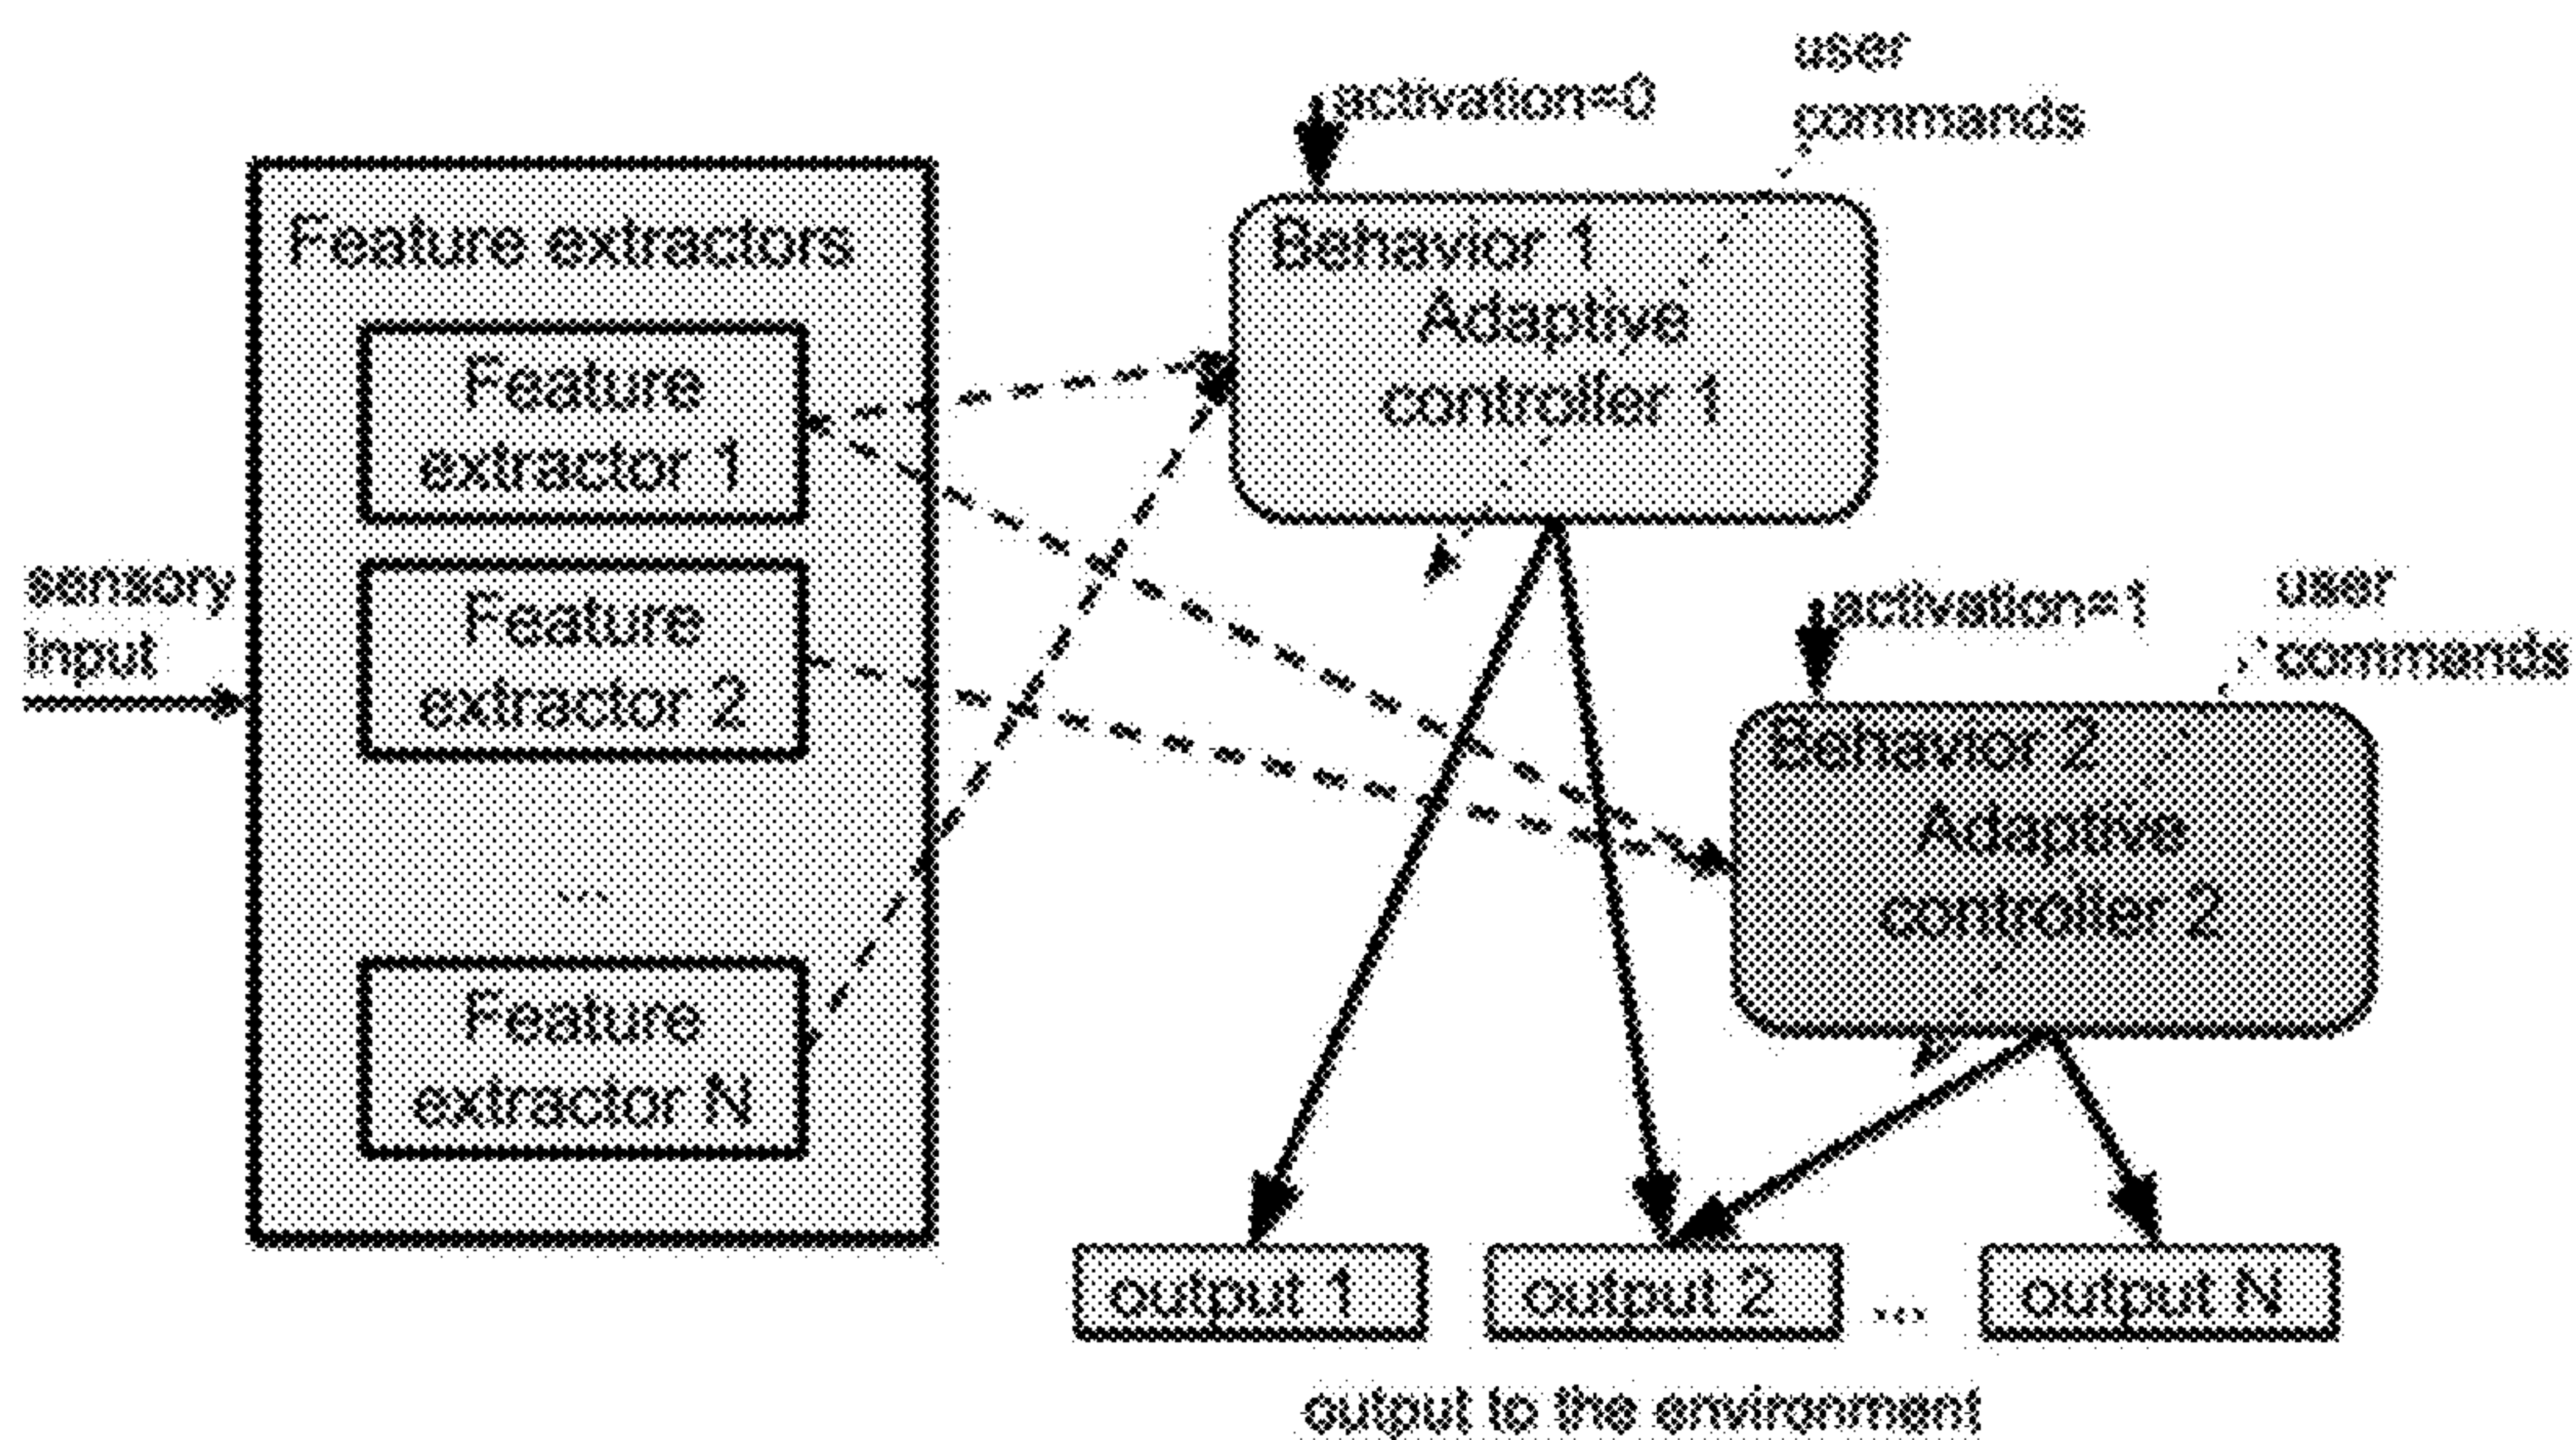 sensory
input
Feature extractors
Feature
extractor 1
Feature
extractor 2
...
Feature
extractor N
activation=0
user
commands
Behavior 1
Adaptive
controller 1
activation=1
user
commands
Behavior 2
Adaptive
controller 2
output 1
output 2
...
output N
output to the environment